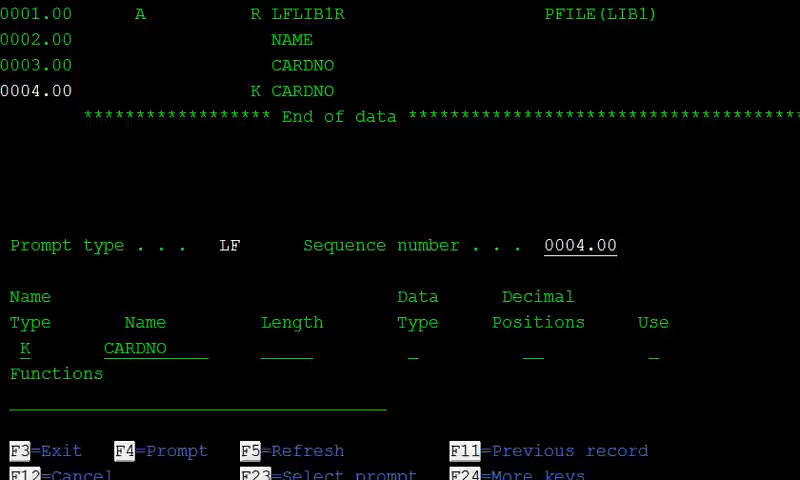 0001.00 A R LFLIB1R PFILE(LIB1)
0002.00 NAME
0003.00 CARDNO
0004.00 K CARDNO
****************** End of data **************************************
Prompt type . . . LF Sequence number . . . 0004.00
Name Data Decimal
Type Name Length Type Positions Use
K CARDNO
Functions
F3=Exit F4=Prompt F5=Refresh F11=Previous record
F12=Cancel F23=Select prompt F24=More keys